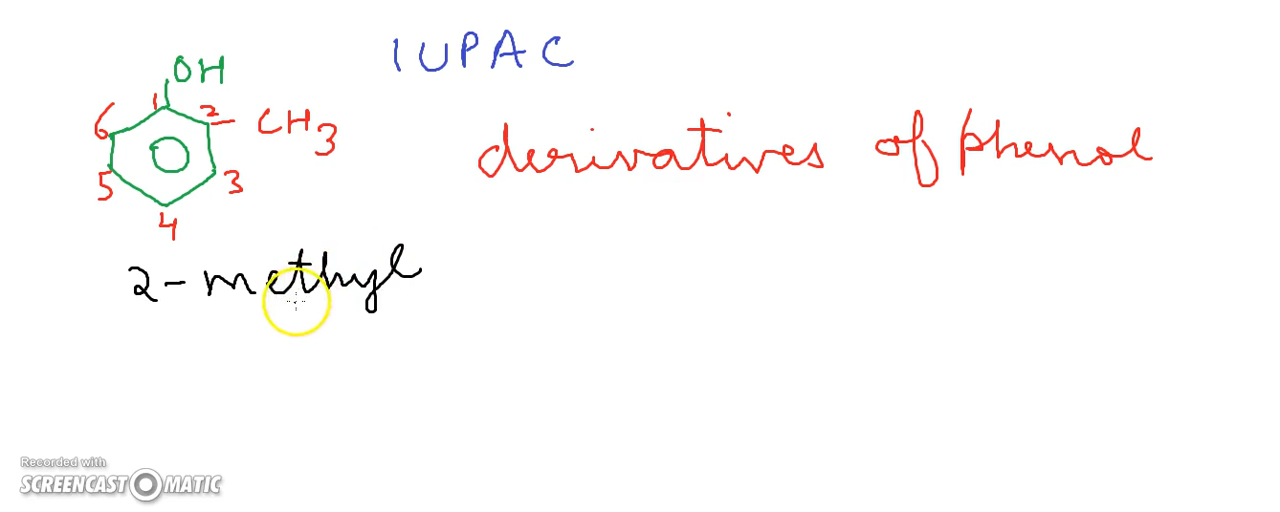 OH
IUPAC
1
6
2
CH3
derivatives of phenol
5
3
4
2-methyl
Recorded with
SCREENCAST MATIC